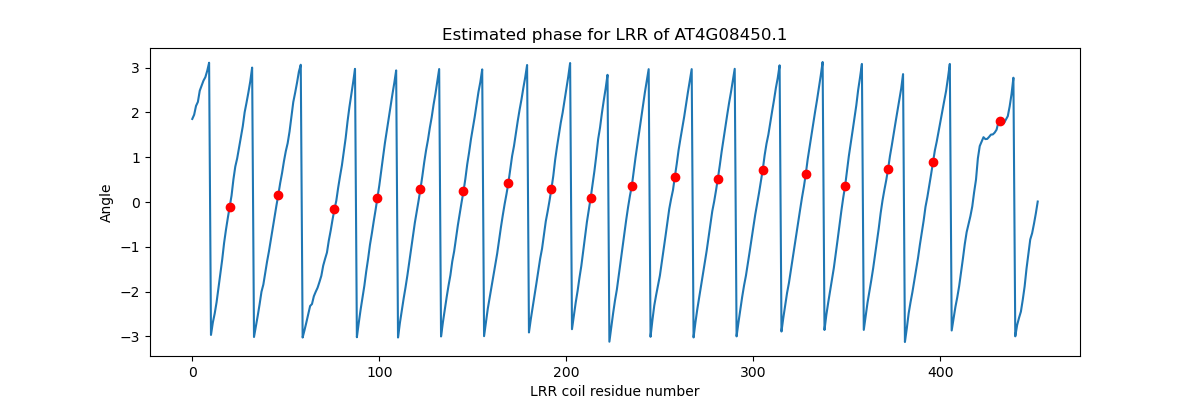 Estimated phase for LRR of AT4G08450.1
3
2
1
0
−1
−2
−3
Angle
0 100 200 300 400
LRR coil residue number